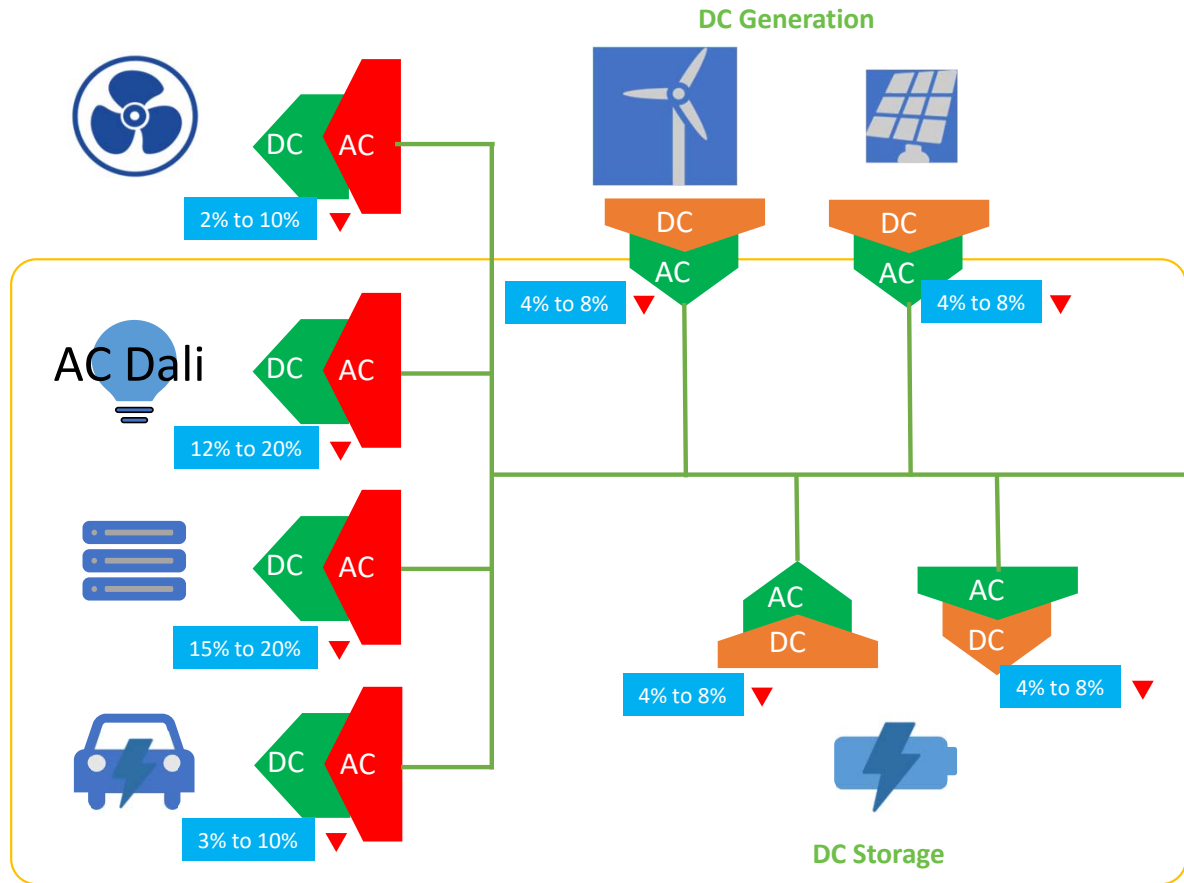 DC Generation
DC
AC
2% to 10%
DC
AC
4% to 8%
DC
AC
4% to 8%
AC Dali
DC
AC
12% to 20%
DC
AC
15% to 20%
AC
DC
4% to 8%
AC
DC
4% to 8%
DC
AC
3% to 10%
DC Storage